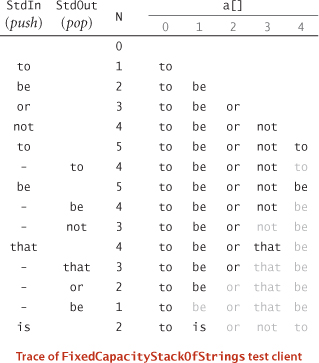 StdIn StdOut N a[]
(push) (pop) 0 1 2 3 4
0
to 1 to
be 2 to be
or 3 to be or
not 4 to be or not
to 5 to be or not to
- to 4 to be or not to
be 5 to be or not be
- be 4 to be or not be
- not 3 to be or not be
that 4 to be or that be
- that 3 to be or that be
- or 2 to be or that be
- be 1 to be or that be
is 2 to is or not to
Trace of FixedCapacityStackOfStrings test client